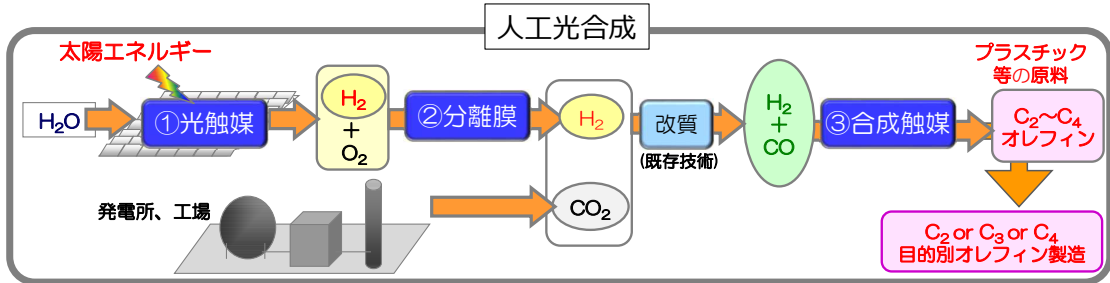 人工光合成
太陽エネルギー
H₂O
①光触媒
H₂
+
O₂
②分離膜
H₂
改質
(既存技術)
H₂
+
CO
③合成触媒
プラスチック
等の原料
C₂～C₄
オレフィン
発電所、工場
CO₂
C₂ or C₃ or C₄
目的別オレフィン製造